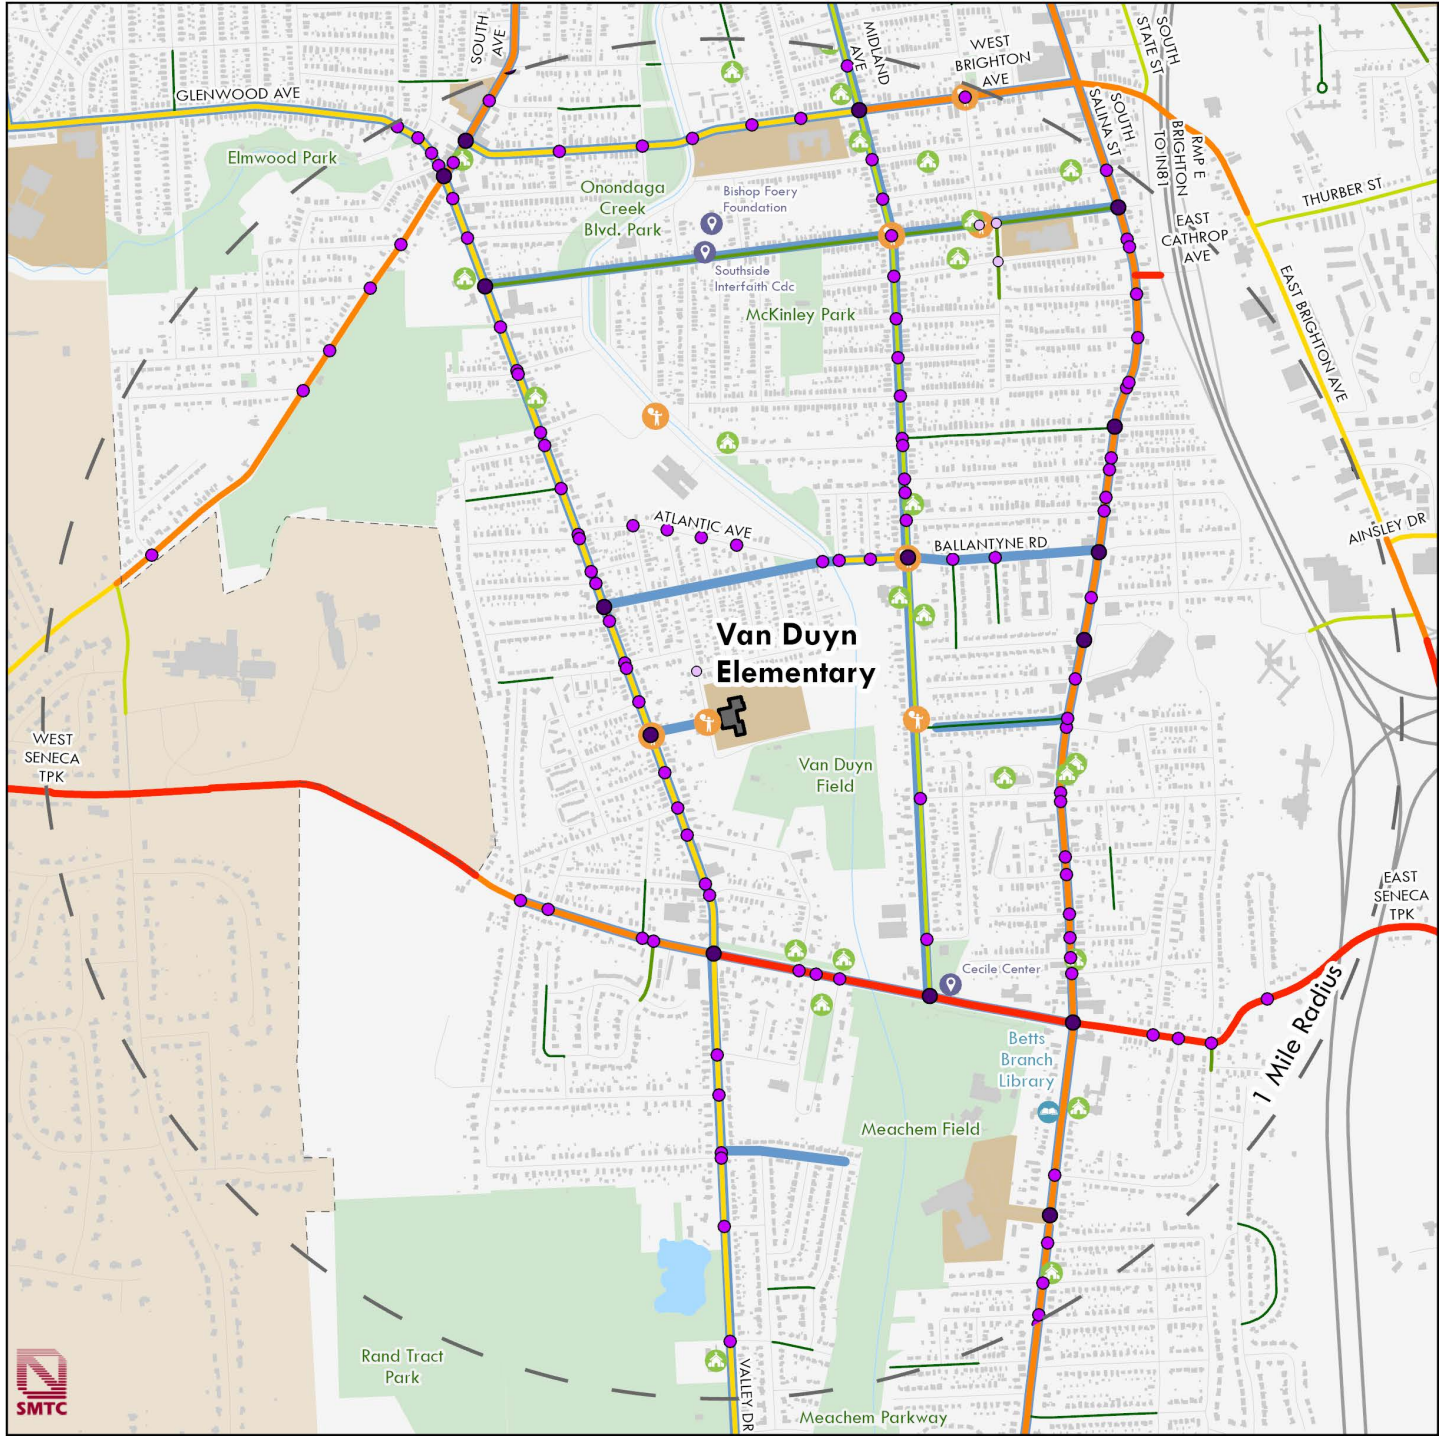 SOUTH
AVE
MIDLAND
AVE
WEST
BRIGHTON
AVE
SOUTH
STATE ST
GLENWOOD AVE
SOUTH
SALINA ST
SOUTH
BRIGHTON
TO IN81
RMP E
Elmwood Park
Onondaga
Creek
Blvd. Park
Bishop Foery
Foundation
THURBER ST
EAST
CATHROP
AVE
Southside
Interfaith Cdc
McKinley Park
EAST BRIGHTON AVE
ATLANTIC AVE
BALLANTYNE RD
AINSLEY DR
Van Duyn
Elementary
WEST
SENECA
TPK
Van Duyn
Field
EAST
SENECA
TPK
Cecile Center
1 Mile Radius
Betts
Branch
Library
Meachem Field
Rand Tract
Park
VALLEY DR
Meachem Parkway
SMTC